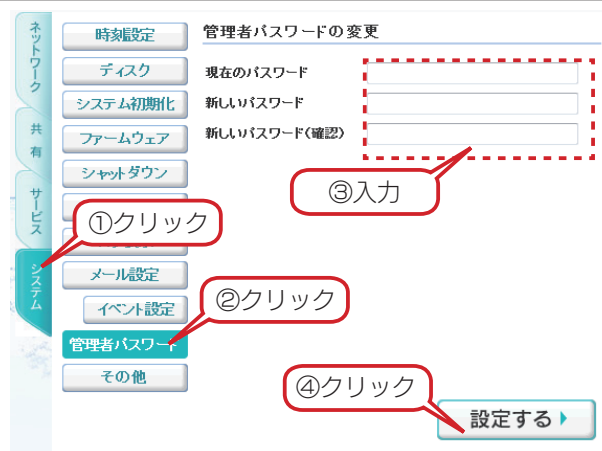 ネットワーク
共有
サービス
システム
時刻設定
ディスク
システム初期化
ファームウェア
シャットダウン
メール設定
イベント設定
管理者パスワード
その他
管理者パスワードの変更
現在のパスワード
新しいパスワード
新しいパスワード(確認)
①クリック
②クリック
③入力
④クリック
設定する